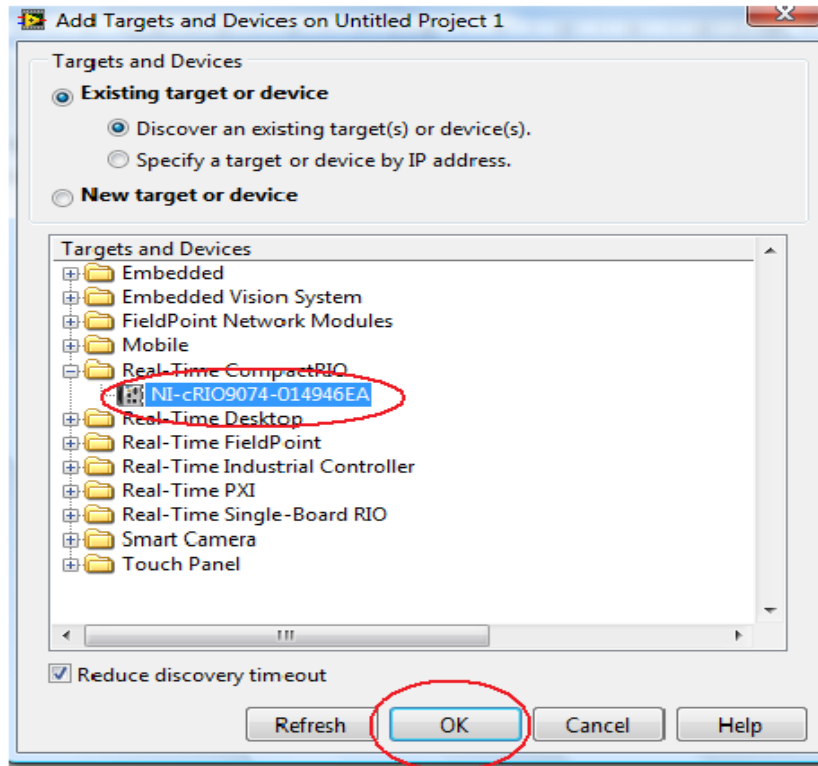 Add Targets and Devices on Untitled Project 1
Targets and Devices
Existing target or device
Discover an existing target(s) or device(s).
Specify a target or device by IP address.
New target or device
Targets and Devices
Embedded
Embedded Vision System
FieldPoint Network Modules
Mobile
Real-Time CompactRIO
NI-cRIO9074-014946EA
Real-Time Desktop
Real-Time FieldPoint
Real-Time Industrial Controller
Real-Time PXI
Real-Time Single-Board RIO
Smart Camera
Touch Panel
Reduce discovery timeout
Refresh OK Cancel Help